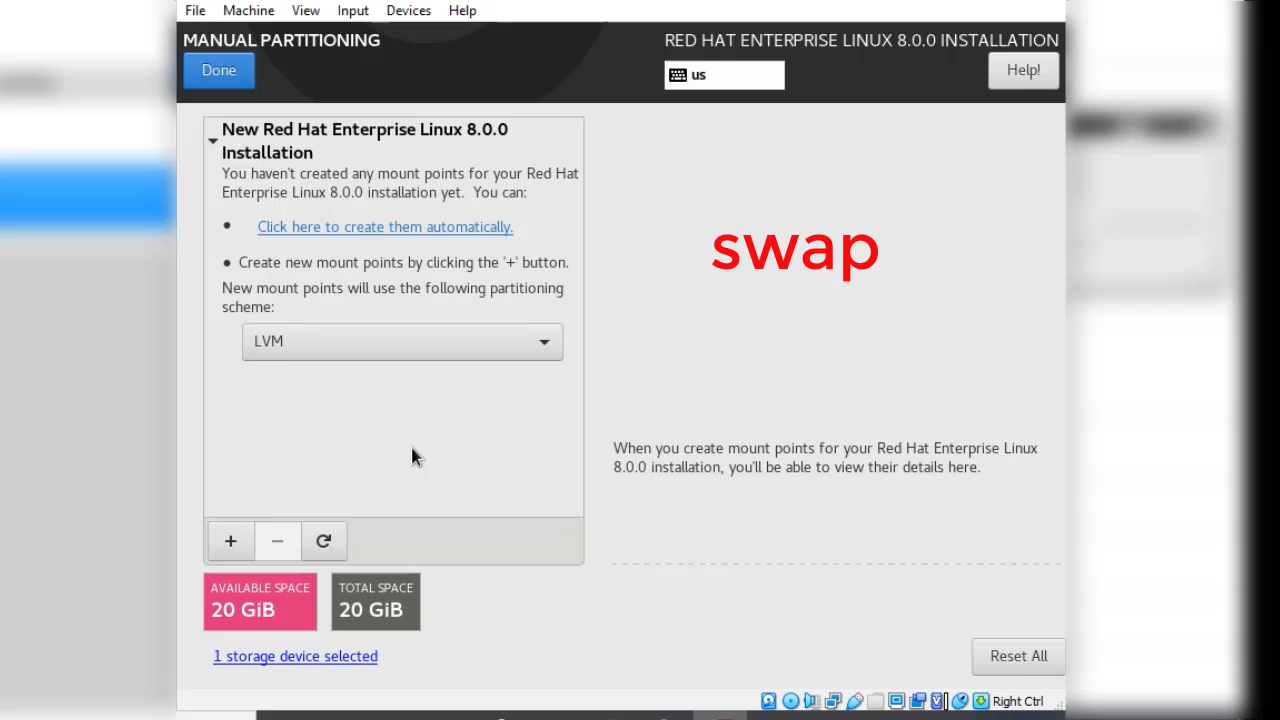 File Machine View Input Devices Help
MANUAL PARTITIONING
RED HAT ENTERPRISE LINUX 8.0.0 INSTALLATION
Done
us
Help!
New Red Hat Enterprise Linux 8.0.0
Installation
You haven't created any mount points for your Red Hat
Enterprise Linux 8.0.0 installation yet. You can:
• Click here to create them automatically.
• Create new mount points by clicking the '+' button.
New mount points will use the following partitioning
scheme:
LVM
swap
When you create mount points for your Red Hat Enterprise Linux
8.0.0 installation, you'll be able to view their details here.
+ −
AVAILABLE SPACE
20 GiB
TOTAL SPACE
20 GiB
1 storage device selected
Reset All
Right Ctrl